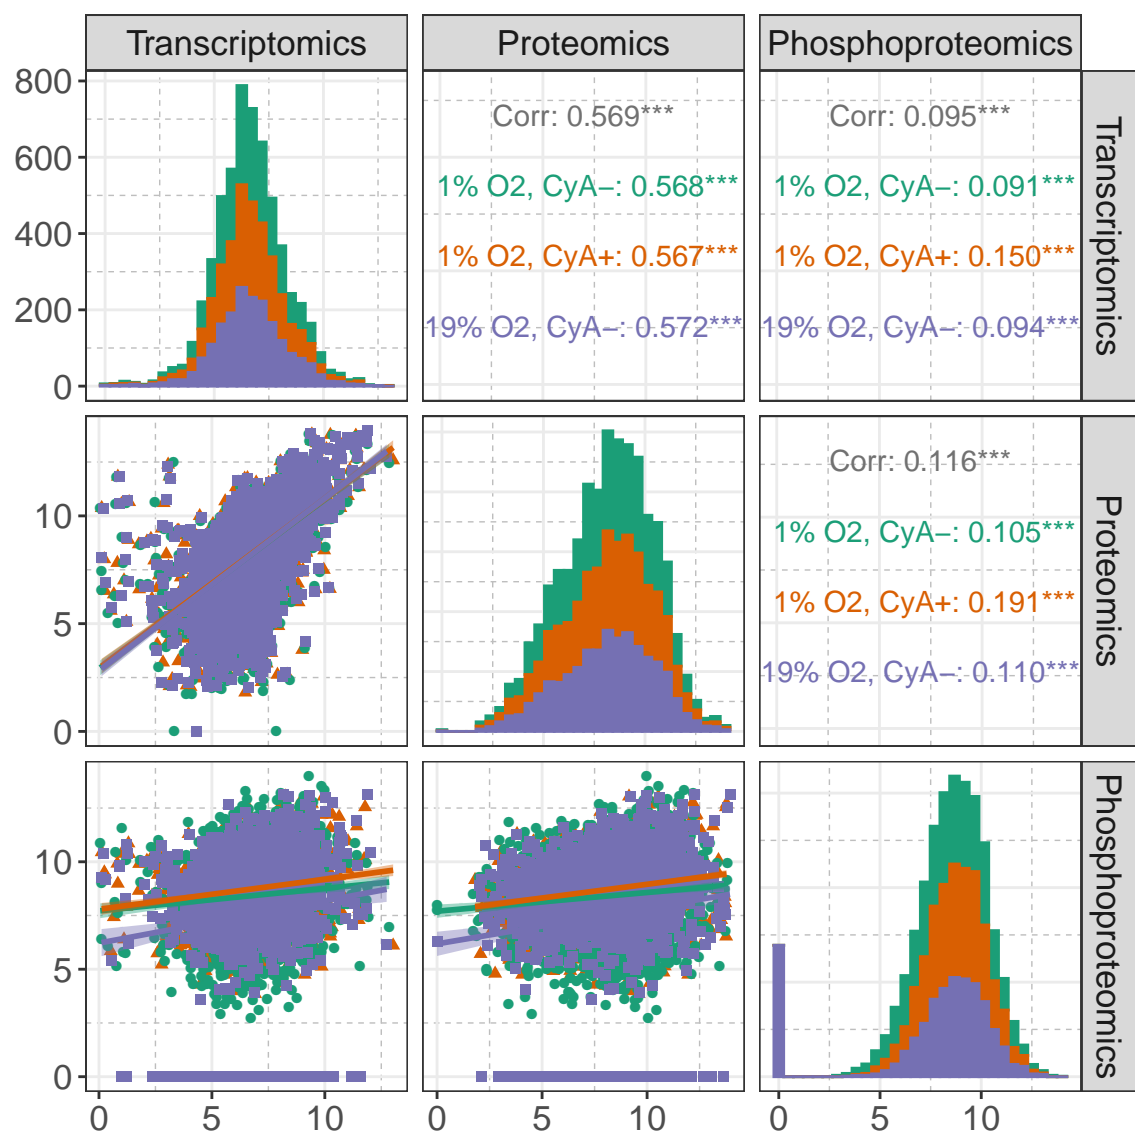 Transcriptomics
Proteomics
Phosphoproteomics
800
600
400
200
0
Corr: 0.569***
1% O2, CyA−: 0.568***
1% O2, CyA+: 0.567***
19% O2, CyA−: 0.572***
Corr: 0.095***
1% O2, CyA−: 0.091***
1% O2, CyA+: 0.150***
19% O2, CyA−: 0.094***
Transcriptomics
10
5
0
Corr: 0.116***
1% O2, CyA−: 0.105***
1% O2, CyA+: 0.191***
19% O2, CyA−: 0.110***
Proteomics
10
5
0
Phosphoproteomics
0 5 10
0 5 10
0 5 10